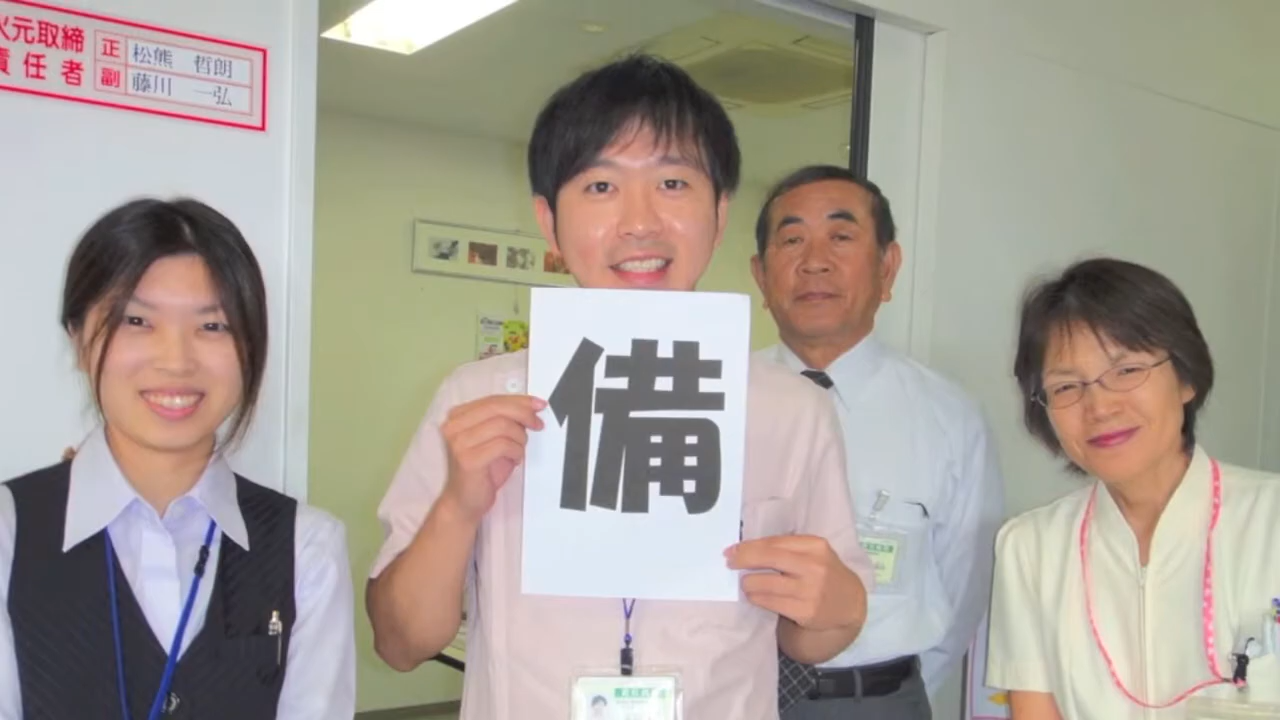 火元取締
責任者
正 松熊 哲朗
副 藤川 一弘
備